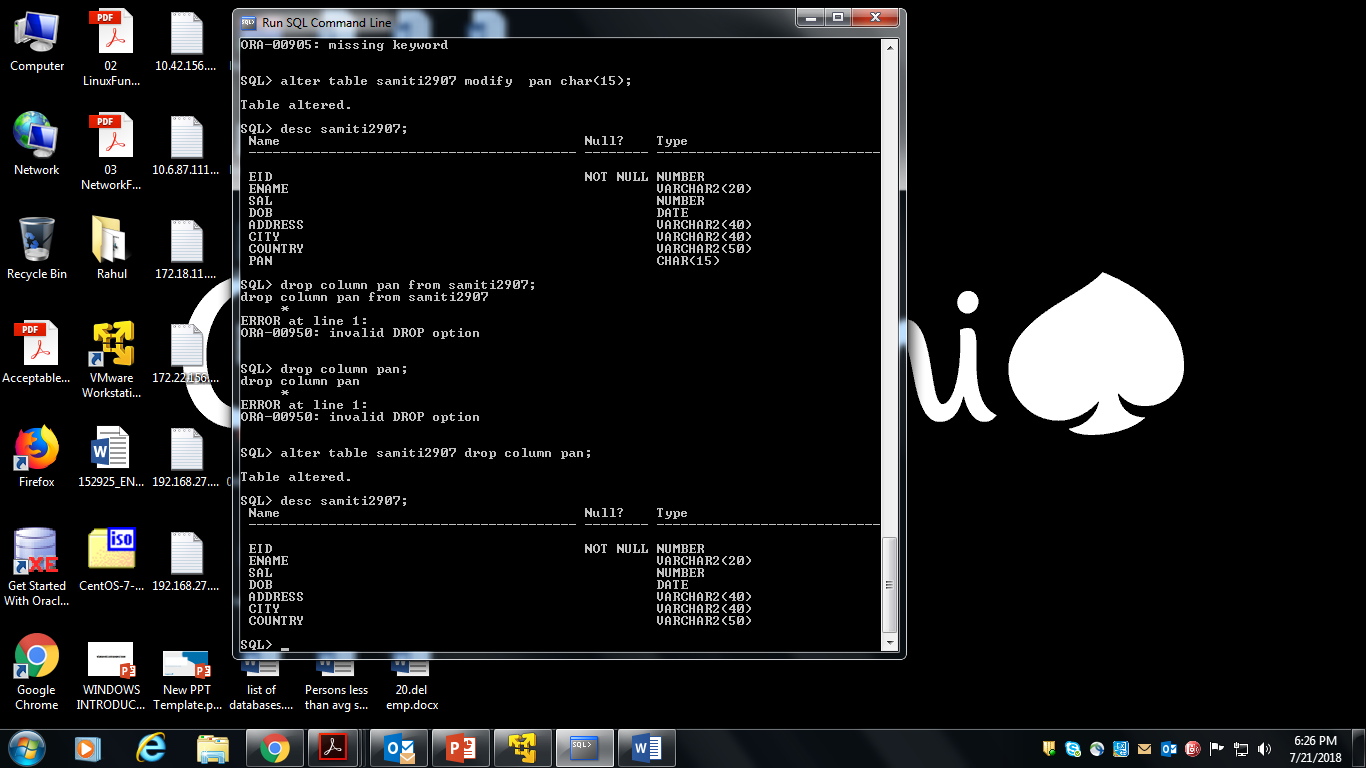 Run SQL Command Line
ORA-00905: missing keyword
SQL> alter table samiti2907 modify  pan char(15);
Table altered.
SQL> desc samiti2907;
Name Null? Type
----------------------------------------- -------- ----------------------------
EID NOT NULL NUMBER
ENAME VARCHAR2(20)
SAL NUMBER
DOB DATE
ADDRESS VARCHAR2(40)
CITY VARCHAR2(40)
COUNTRY VARCHAR2(50)
PAN CHAR(15)
SQL> drop column pan from samiti2907;
drop column pan from samiti2907
*
ERROR at line 1:
ORA-00950: invalid DROP option
SQL> drop column pan;
drop column pan
*
ERROR at line 1:
ORA-00950: invalid DROP option
SQL> alter table samiti2907 drop column pan;
Table altered.
SQL> desc samiti2907;
Name Null? Type
----------------------------------------- -------- ----------------------------
EID NOT NULL NUMBER
ENAME VARCHAR2(20)
SAL NUMBER
DOB DATE
ADDRESS VARCHAR2(40)
CITY VARCHAR2(40)
COUNTRY VARCHAR2(50)
SQL> _
Computer
02
LinuxFun...
10.42.156....
Network
03
NetworkF...
10.6.87.111...
Recycle Bin
Rahul
172.18.11....
Acceptable...
VMware
Workstati...
172.22.156....
Firefox
152925_EN...
192.168.27....
Get Started
With Oracl...
CentOS-7-...
192.168.27....
Google
Chrome
WINDOWS
INTRODUC...
New PPT
Template.p...
list of
databases....
Persons less
than avg s...
20.del
emp.docx
PDF
PDF
PDF
iso
XE
6:26 PM
7/21/2018